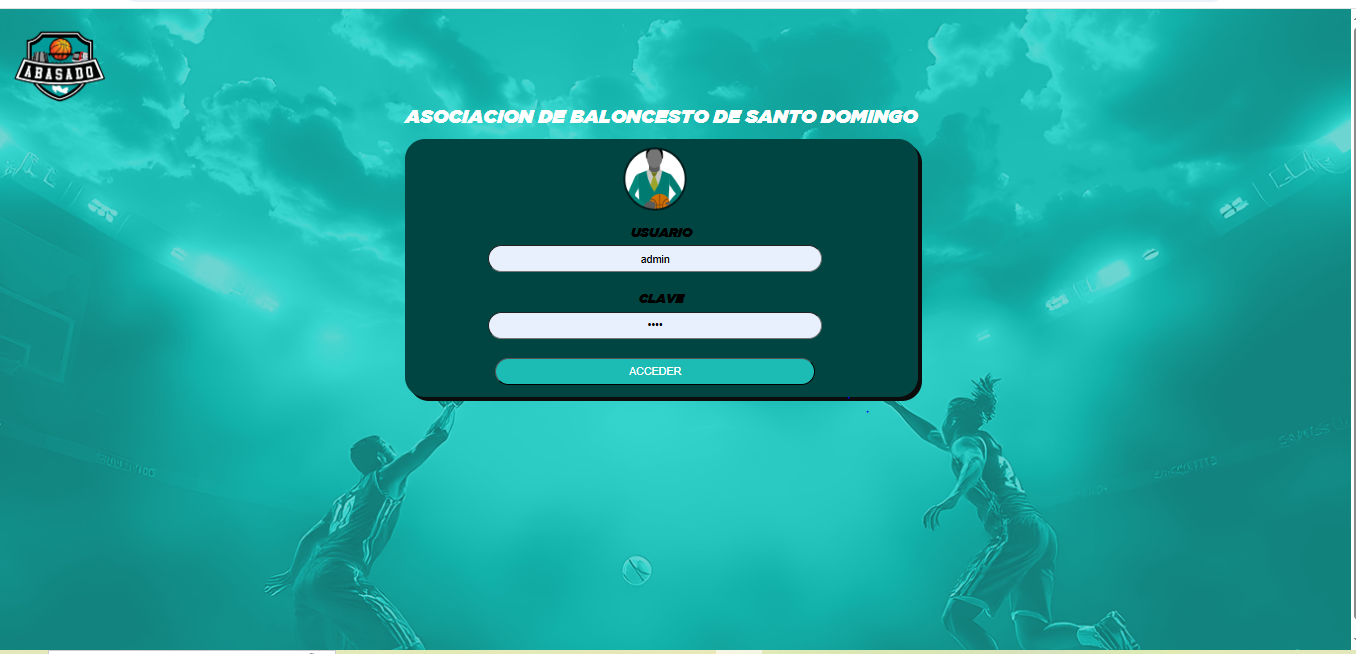 ABASADO
ASOCIACION DE BALONCESTO DE SANTO DOMINGO
USUARIO
admin
CLAVE
••••
ACCEDER